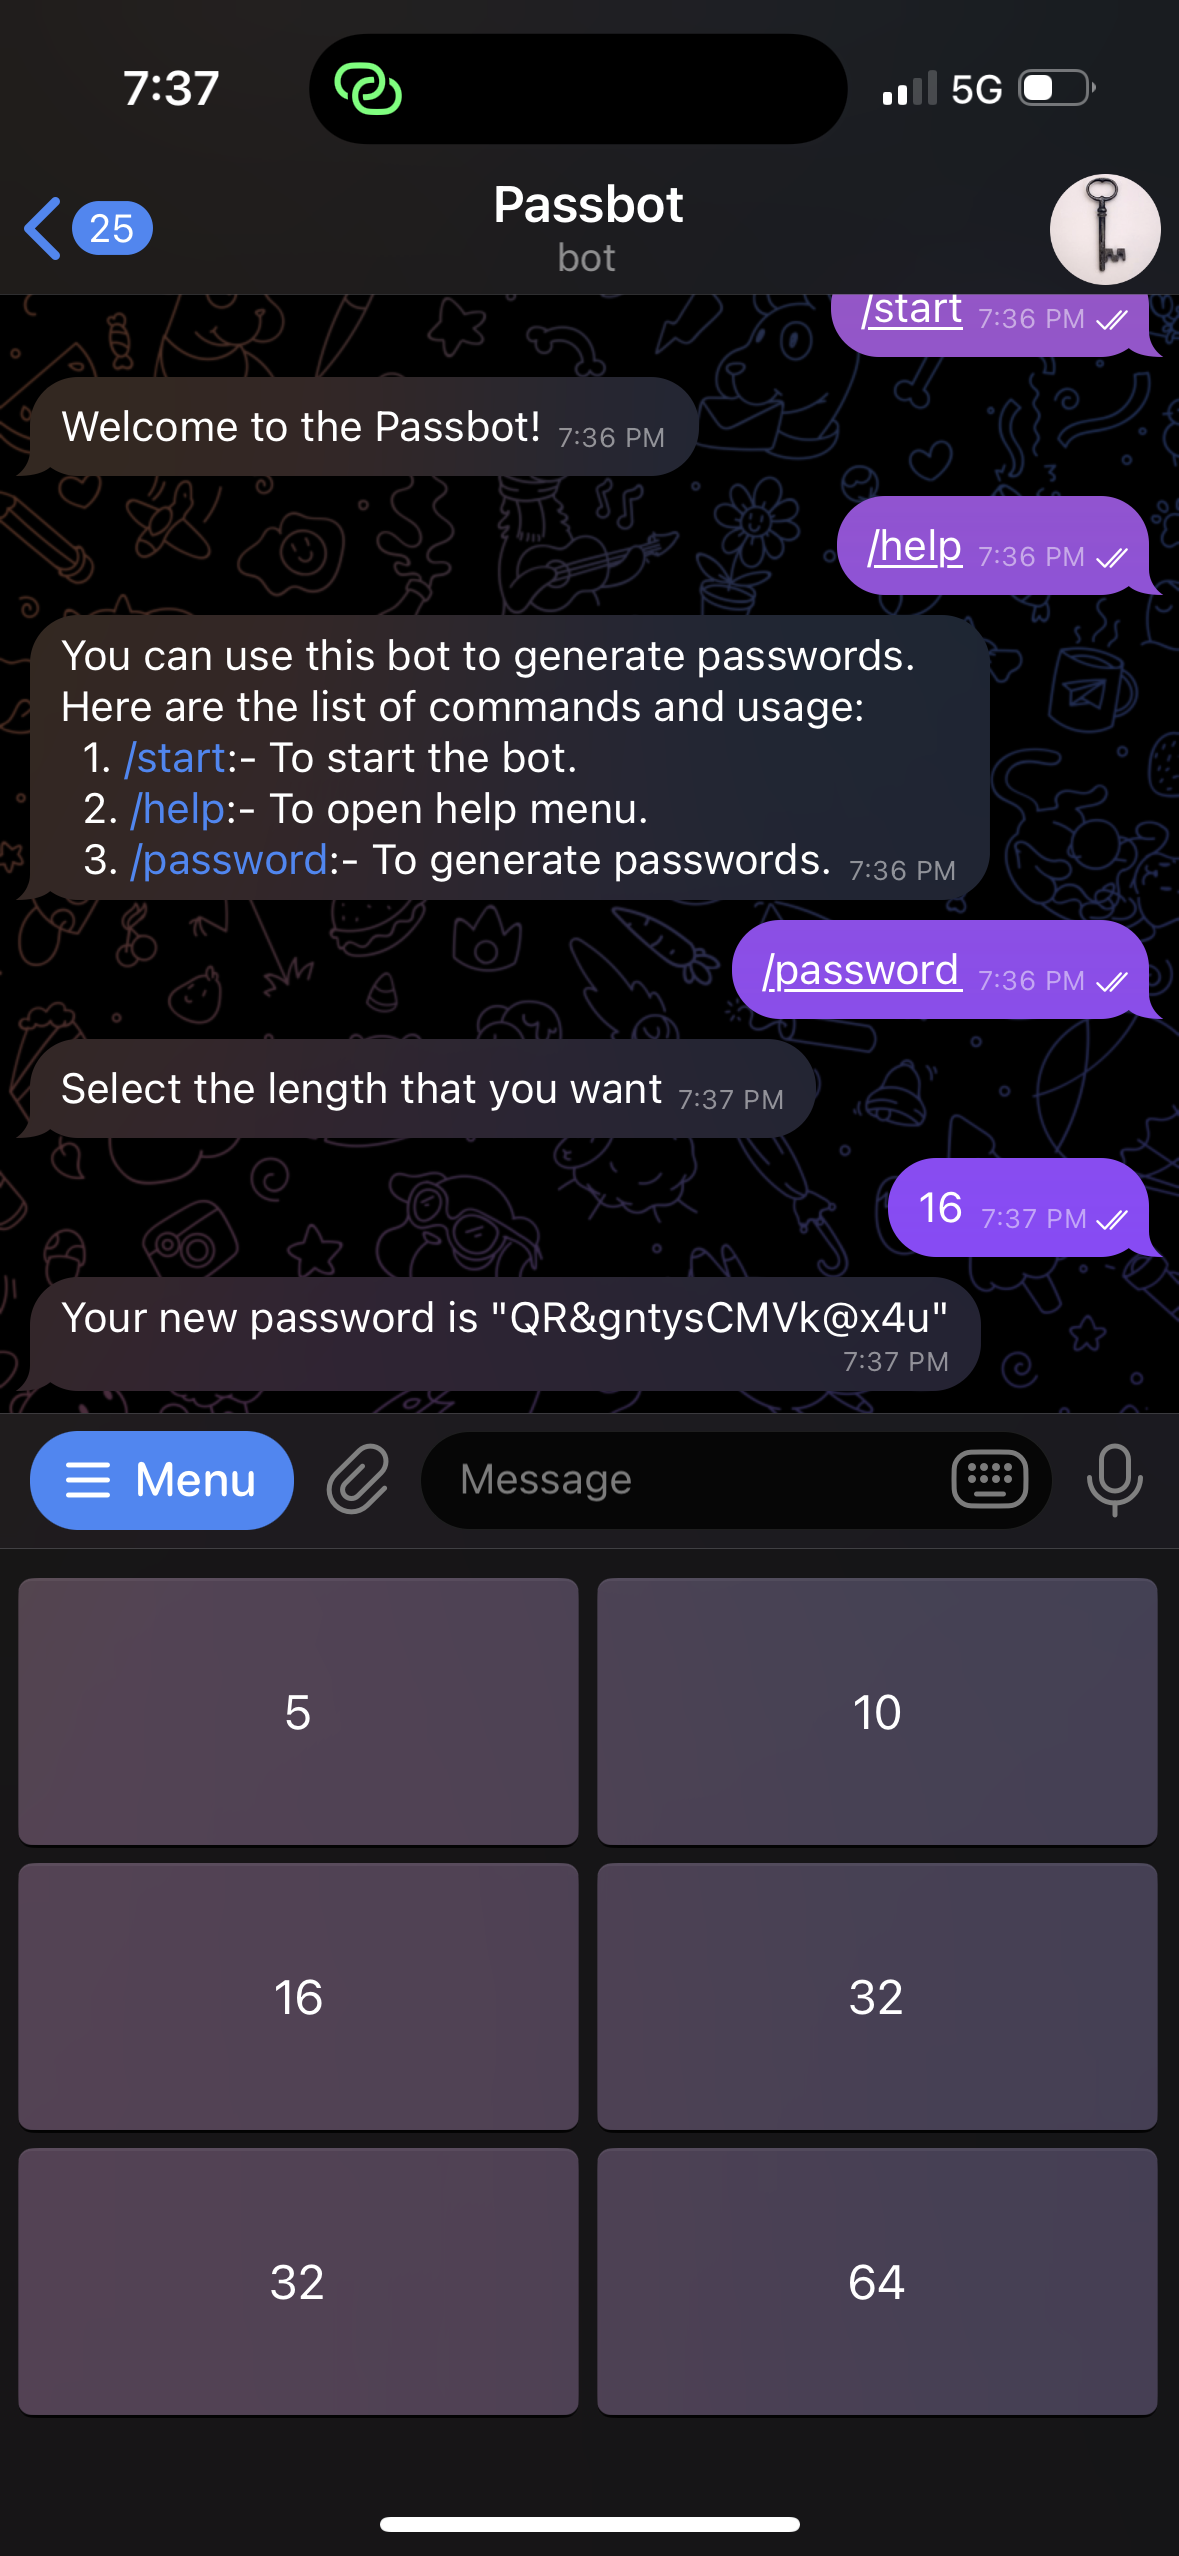 7:37
5G
25
Passbot
bot
/start 7:36 PM
Welcome to the Passbot! 7:36 PM
/help 7:36 PM
You can use this bot to generate passwords.
Here are the list of commands and usage:
1. /start:- To start the bot.
2. /help:- To open help menu.
3. /password:- To generate passwords. 7:36 PM
/password 7:36 PM
Select the length that you want 7:37 PM
16 7:37 PM
Your new password is "QR&gntysCMVk@x4u"
7:37 PM
Menu
Message
5
10
16
32
32
64